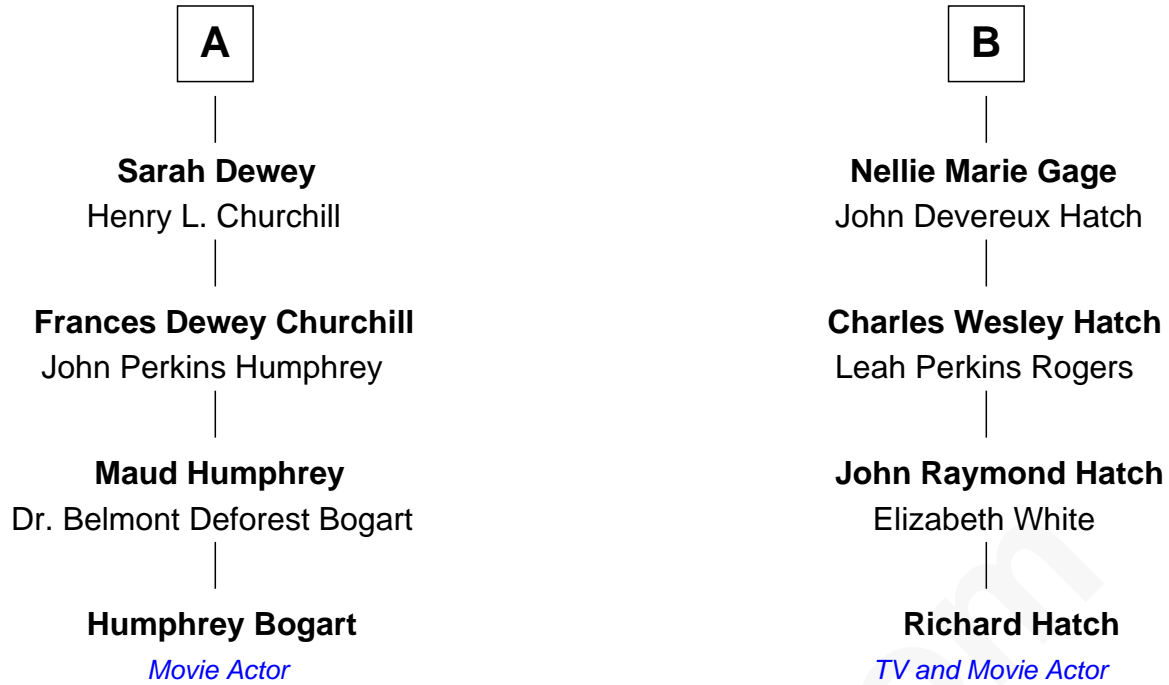 A
Sarah Dewey
Henry L. Churchill
Frances Dewey Churchill
John Perkins Humphrey
Maud Humphrey
Dr. Belmont Deforest Bogart
Humphrey Bogart
Movie Actor
B
Nellie Marie Gage
John Devereux Hatch
Charles Wesley Hatch
Leah Perkins Rogers
John Raymond Hatch
Elizabeth White
Richard Hatch
TV and Movie Actor